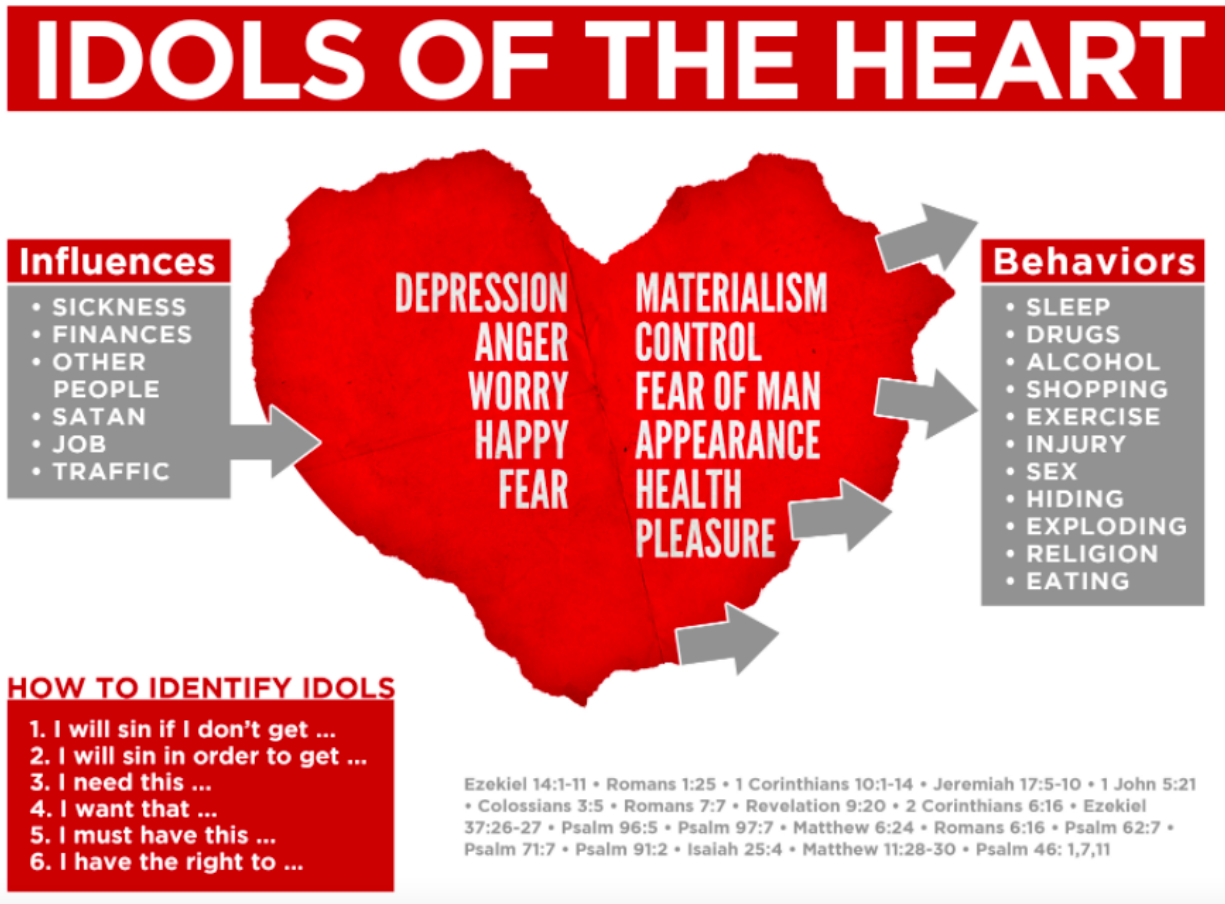 IDOLS OF THE HEART
Influences
• SICKNESS
• FINANCES
• OTHER
PEOPLE
• SATAN
• JOB
• TRAFFIC
DEPRESSION
ANGER
WORRY
HAPPY
FEAR
MATERIALISM
CONTROL
FEAR OF MAN
APPEARANCE
HEALTH
PLEASURE
Behaviors
• SLEEP
• DRUGS
• ALCOHOL
• SHOPPING
• EXERCISE
• INJURY
• SEX
• HIDING
• EXPLODING
• RELIGION
• EATING
HOW TO IDENTIFY IDOLS
1. I will sin if I don't get ...
2. I will sin in order to get ...
3. I need this ...
4. I want that ...
5. I must have this ...
6. I have the right to ...
Ezekiel 14:1-11 • Romans 1:25 • 1 Corinthians 10:1-14 • Jeremiah 17:5-10 • 1 John 5:21
• Colossians 3:5 • Romans 7:7 • Revelation 9:20 • 2 Corinthians 6:16 • Ezekiel
37:26-27 • Psalm 96:5 • Psalm 97:7 • Matthew 6:24 • Romans 6:16 • Psalm 62:7 •
Psalm 71:7 • Psalm 91:2 • Isaiah 25:4 • Matthew 11:28-30 • Psalm 46: 1,7,11